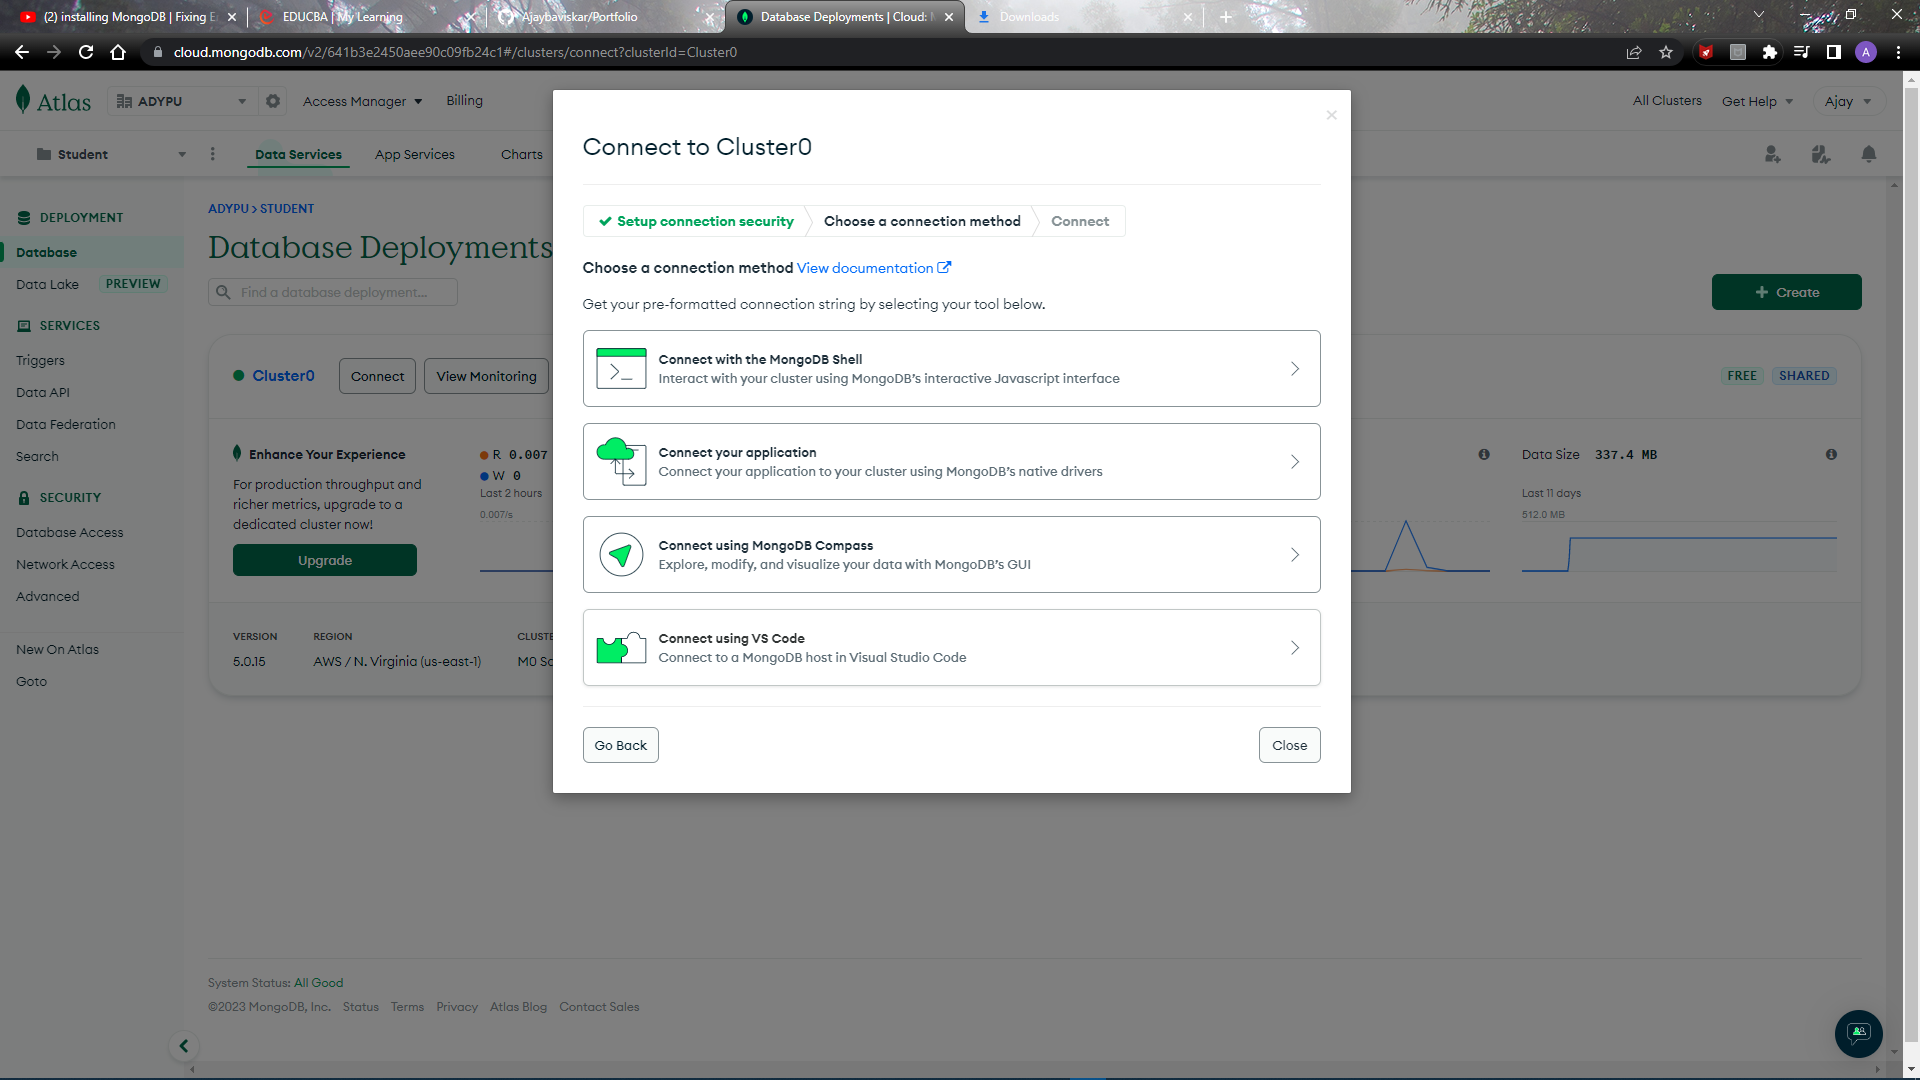 (2) installing MongoDB | Fixing E
EDUCBA | My Learning
Ajaybaviskar/Portfolio
Database Deployments | Cloud: M
Downloads
cloud.mongodb.com/v2/641b3e2450aee90c09fb24c1#/clusters/connect?clusterId=Cluster0
A
Atlas
ADYPU
Access Manager
Billing
All Clusters
Get Help
Ajay
Student
Data Services
App Services
Charts
DEPLOYMENT
Database
Data Lake
PREVIEW
SERVICES
Triggers
Data API
Data Federation
Search
SECURITY
Database Access
Network Access
Advanced
New On Atlas
Goto
ADYPU > STUDENT
Database Deployments
Find a database deployment...
+ Create
Cluster0
Connect
View Monitoring
FREE
SHARED
Enhance Your Experience
For production throughput and
richer metrics, upgrade to a
dedicated cluster now!
Upgrade
R 0.007
W 0
Last 2 hours
0.007/s
Data Size 337.4 MB
Last 11 days
512.0 MB
VERSION
5.0.15
REGION
AWS / N. Virginia (us-east-1)
CLUSTE
M0 Sa
Connect to Cluster0
Setup connection security
Choose a connection method
Connect
Choose a connection method View documentation
Get your pre-formatted connection string by selecting your tool below.
Connect with the MongoDB Shell
Interact with your cluster using MongoDB's interactive Javascript interface
Connect your application
Connect your application to your cluster using MongoDB's native drivers
Connect using MongoDB Compass
Explore, modify, and visualize your data with MongoDB's GUI
Connect using VS Code
Connect to a MongoDB host in Visual Studio Code
Go Back
Close
System Status: All Good
©2023 MongoDB, Inc. Status Terms Privacy Atlas Blog Contact Sales